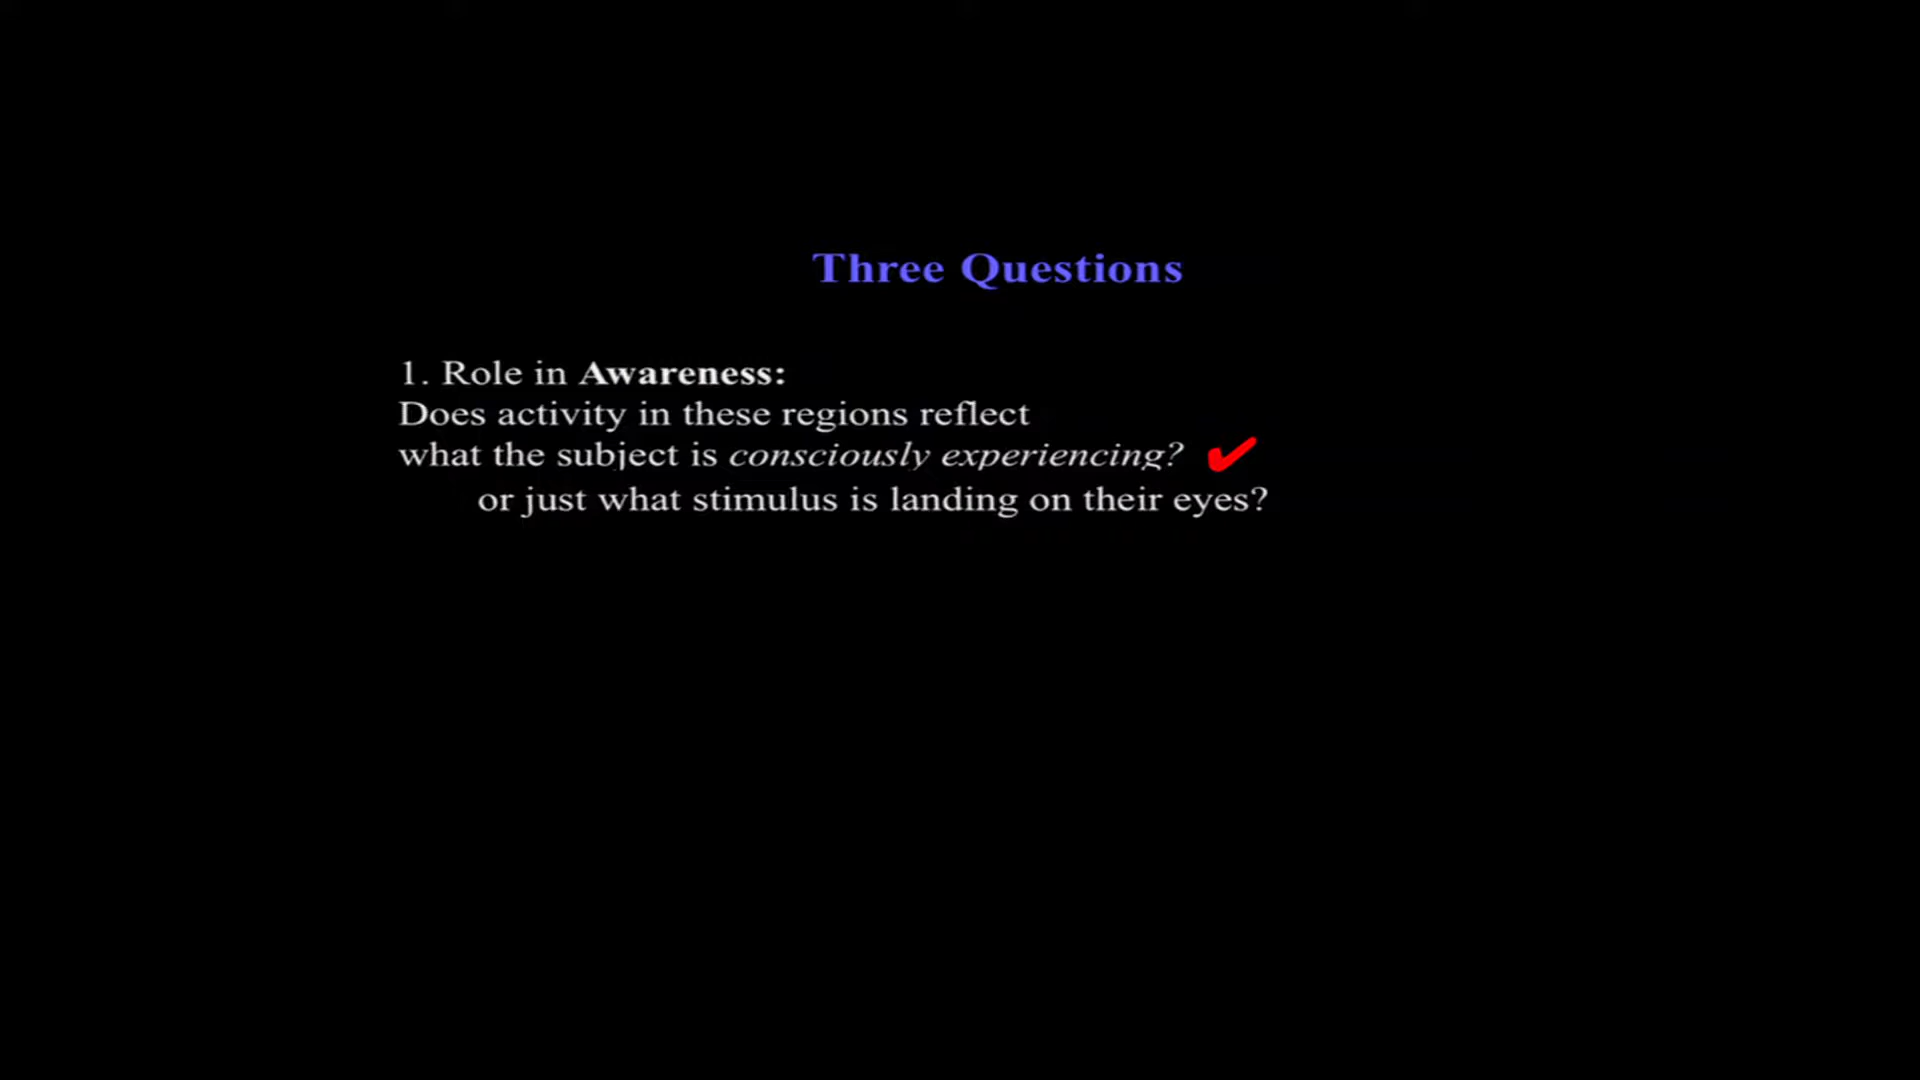 Three Questions
1. Role in Awareness:
Does activity in these regions reflect
what the subject is consciously experiencing?
or just what stimulus is landing on their eyes?